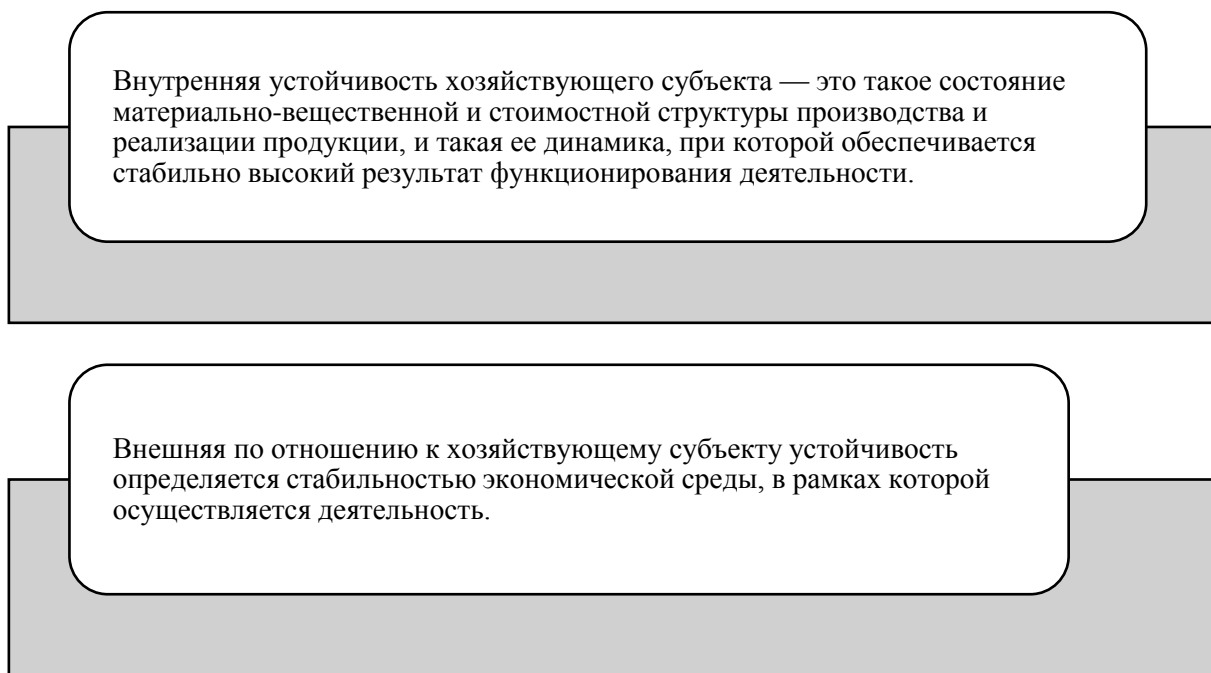 Внутренняя устойчивость хозяйствующего субъекта — это такое состояние
материально-вещественной и стоимостной структуры производства и
реализации продукции, и такая ее динамика, при которой обеспечивается
стабильно высокий результат функционирования деятельности.
Внешняя по отношению к хозяйствующему субъекту устойчивость
определяется стабильностью экономической среды, в рамках которой
осуществляется деятельность.